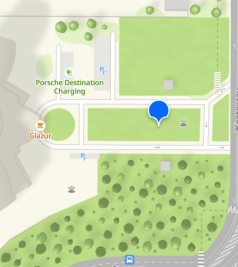 P
Porsche Destination
Charging
Glazur
P